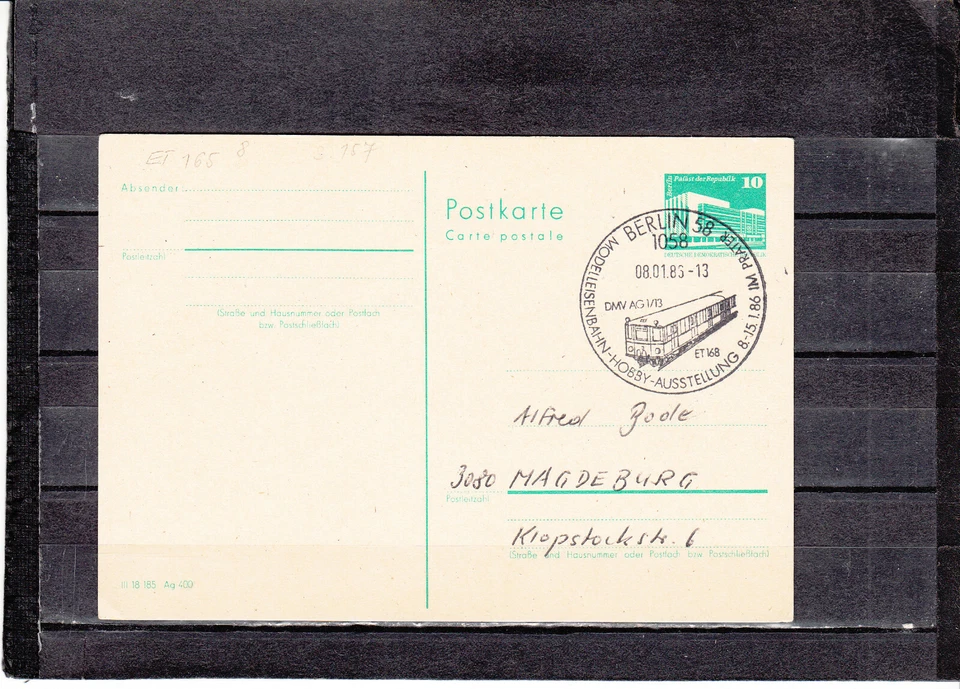 ET 165 8 S. 157
Absender
Postleitzahl
(Straße und Hausnummer oder Postfach
bzw. Postschließfach)
III 18 185 Ag 400
Postkarte
Carte postale
Berlin
Palast der Republik 10
DEUTSCHE DEMOKRATISCHE REPUBLIK
BERLIN 58
1058
08.01.86-13
DMV AG 1/13
ET 168
MODELLEISENBAHN-HOBBY-AUSSTELLUNG 8.-15.1.86 IM PRATER
Alfred Bode
3080 MAGDEBURG
Postleitzahl
Klopstockstr. 6
(Straße und Hausnummer oder Postfach bzw. Postschließfach)